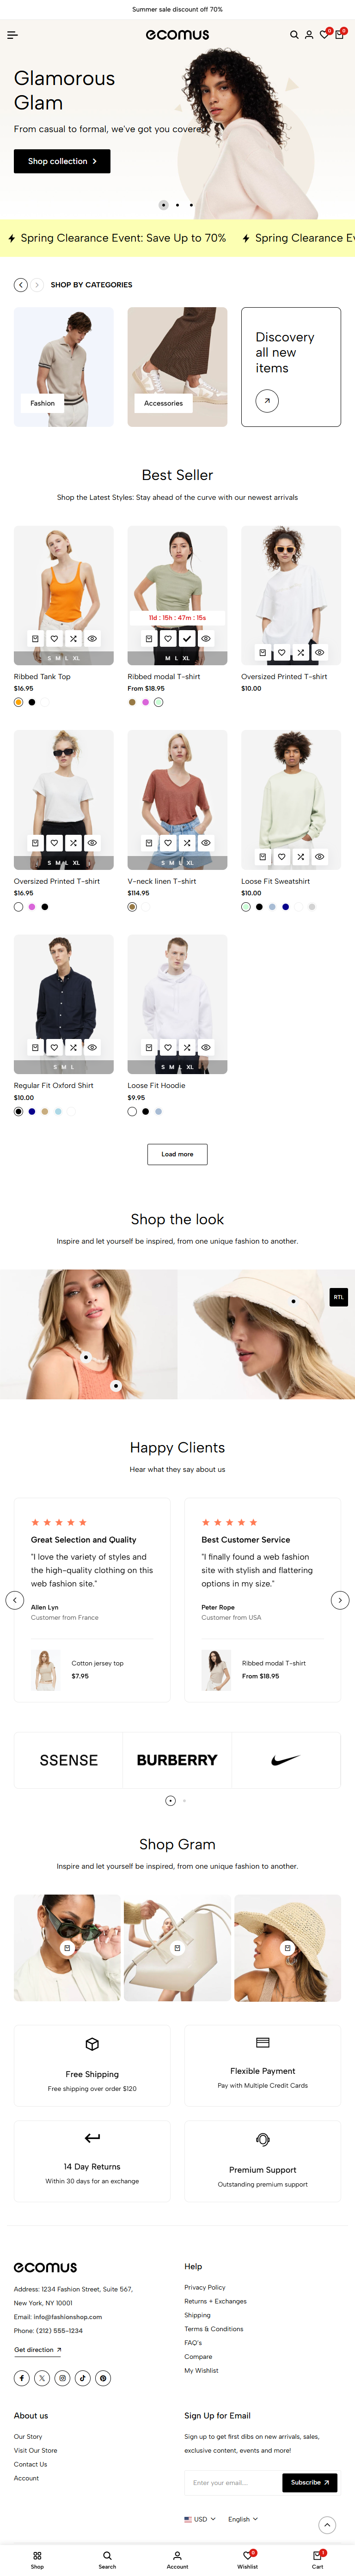 Summer sale discount off 70%
ecomus
0
0
Glamorous
Glam
From casual to formal, we've got you covered
Shop collection
Spring Clearance Event: Save Up to 70%
Spring Clearance Ev
SHOP BY CATEGORIES
Fashion
Accessories
Discovery
all new
items
Best Seller
Shop the Latest Styles: Stay ahead of the curve with our newest arrivals
11d : 15h : 47m : 15s
S M L XL
M L XL
Ribbed Tank Top
$16.95
Ribbed modal T-shirt
From $18.95
Oversized Printed T-shirt
$10.00
S M L XL
S M L XL
Oversized Printed T-shirt
$16.95
V-neck linen T-shirt
$114.95
Loose Fit Sweatshirt
$10.00
S M L
S M L XL
Regular Fit Oxford Shirt
$10.00
Loose Fit Hoodie
$9.95
Load more
Shop the look
Inspire and let yourself be inspired, from one unique fashion to another.
RTL
Happy Clients
Hear what they say about us
Great Selection and Quality
"I love the variety of styles and
the high-quality clothing on this
web fashion site."
Allen Lyn
Customer from France
Cotton jersey top
$7.95
Best Customer Service
"I finally found a web fashion
site with stylish and flattering
options in my size."
Peter Rope
Customer from USA
Ribbed modal T-shirt
From $18.95
SSENSE
BURBERRY
Shop Gram
Inspire and let yourself be inspired, from one unique fashion to another.
Free Shipping
Free shipping over order $120
Flexible Payment
Pay with Multiple Credit Cards
14 Day Returns
Within 30 days for an exchange
Premium Support
Outstanding premium support
ecomus
Address: 1234 Fashion Street, Suite 567,
New York, NY 10001
Email: info@fashionshop.com
Phone: (212) 555-1234
Get direction
Help
Privacy Policy
Returns + Exchanges
Shipping
Terms & Conditions
FAQ's
Compare
My Wishlist
About us
Our Story
Visit Our Store
Contact Us
Account
Sign Up for Email
Sign up to get first dibs on new arrivals, sales,
exclusive content, events and more!
Enter your email....
Subscribe
USD
English
0
1
Shop
Search
Account
Wishlist
Cart